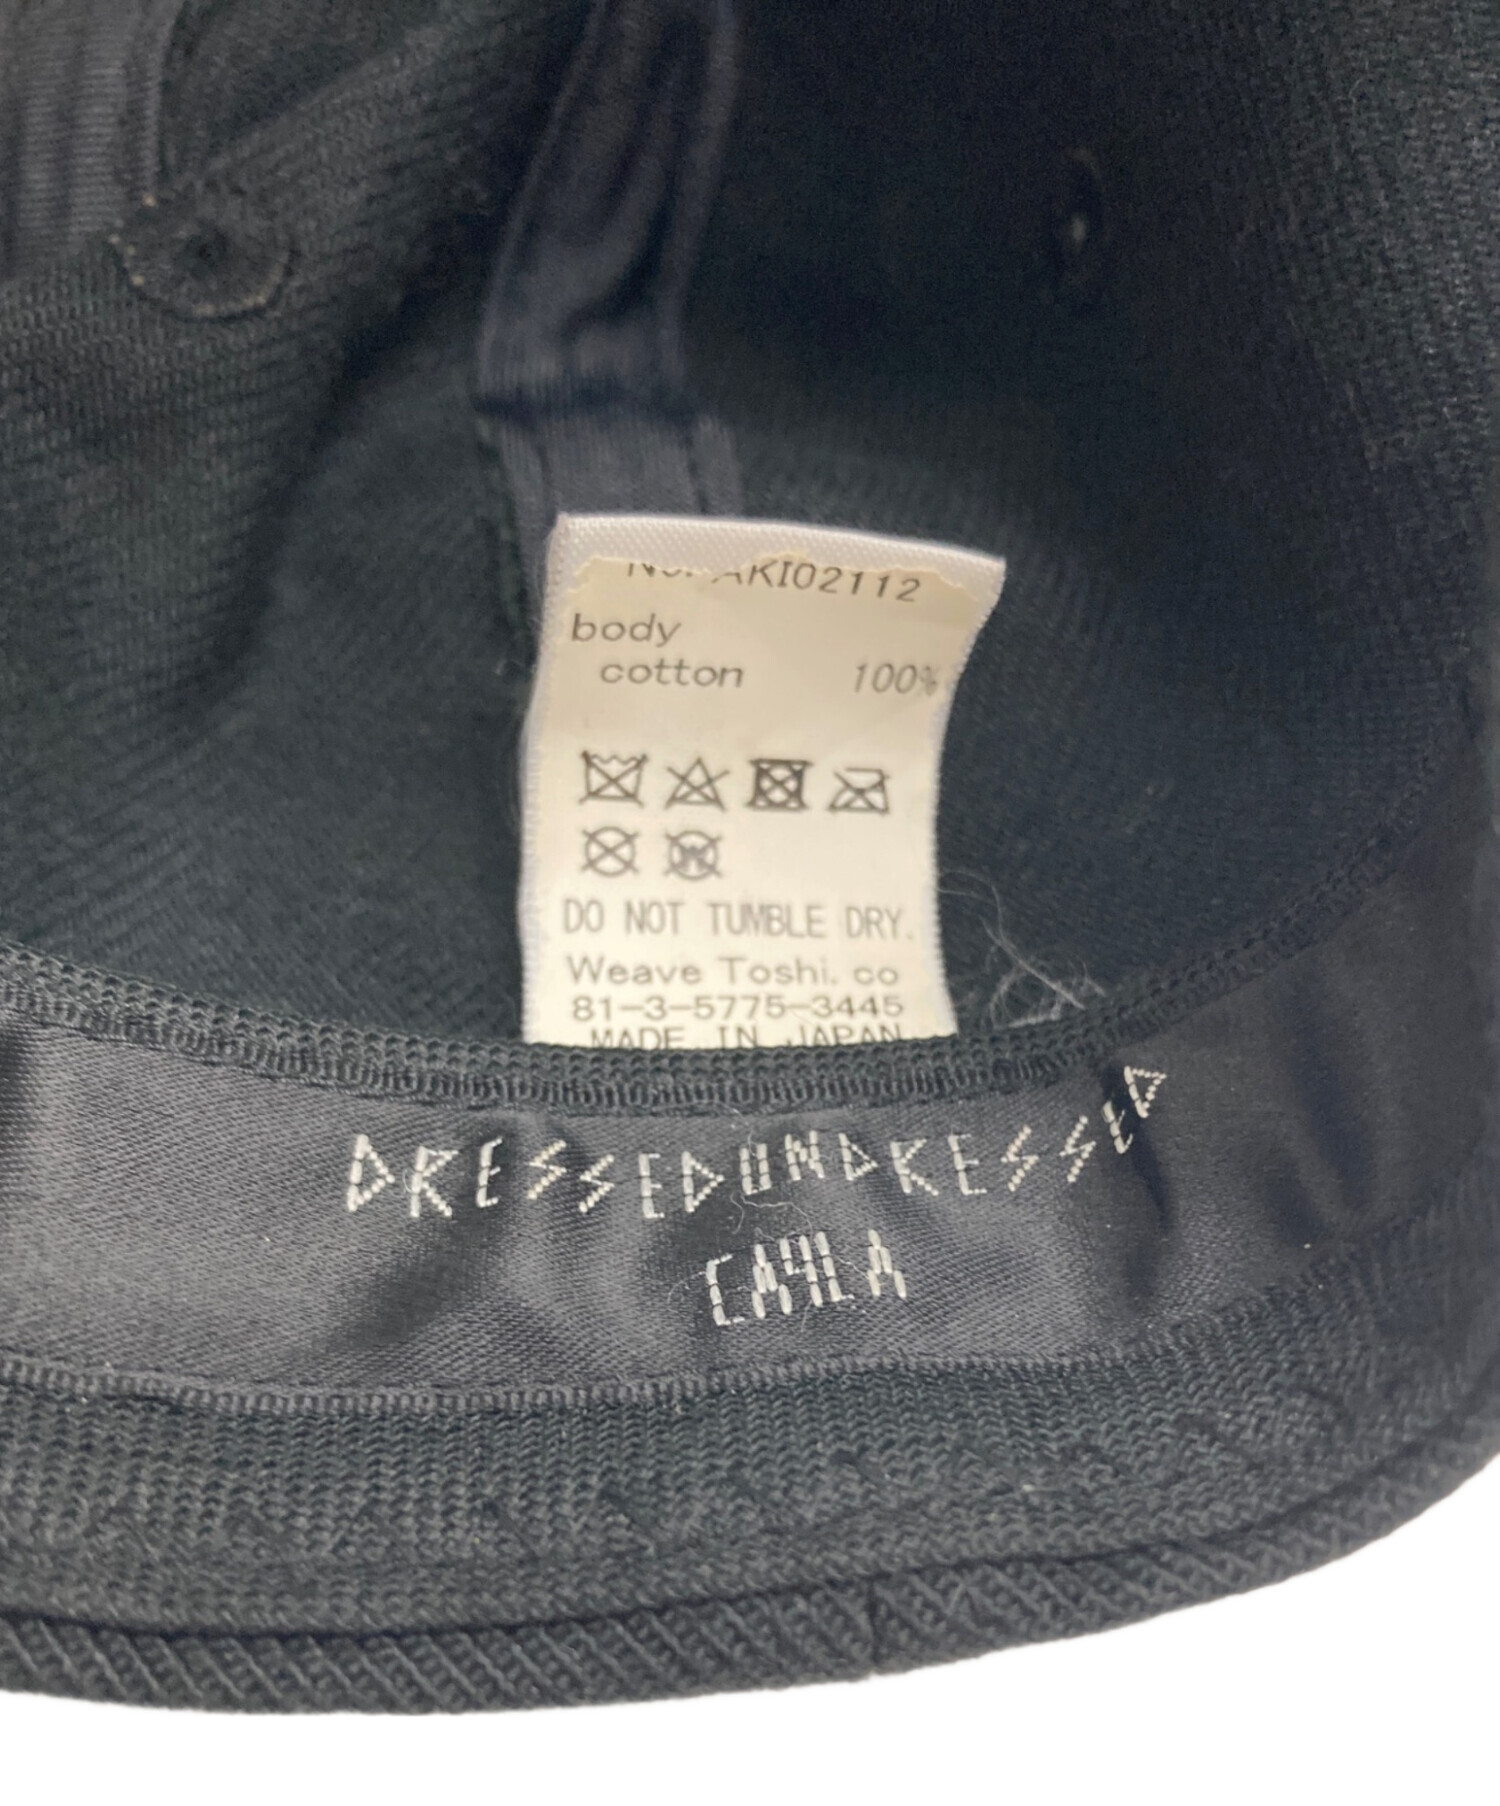 No. AKI02112
body
cotton 100%
DO NOT TUMBLE DRY.
Weave Toshi. co
81-3-5775-3445
MADE IN JAPAN
DRESSEDUNDRESSED
CA4LA